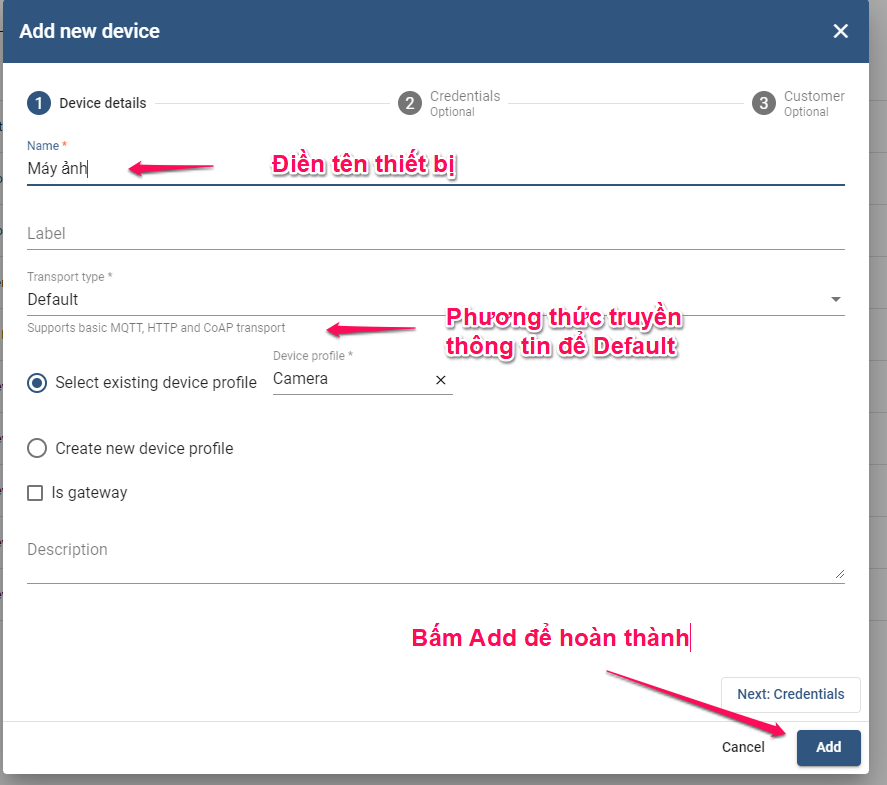 Add new device
1 Device details
2 Credentials
Optional
3 Customer
Optional
Name *
Máy ảnh
Điền tên thiết bị
Label
Transport type *
Default
Supports basic MQTT, HTTP and CoAP transport
Phương thức truyền
thông tin để Default
Select existing device profile
Device profile *
Camera
Create new device profile
Is gateway
Description
Bấm Add để hoàn thành
Next: Credentials
Cancel
Add